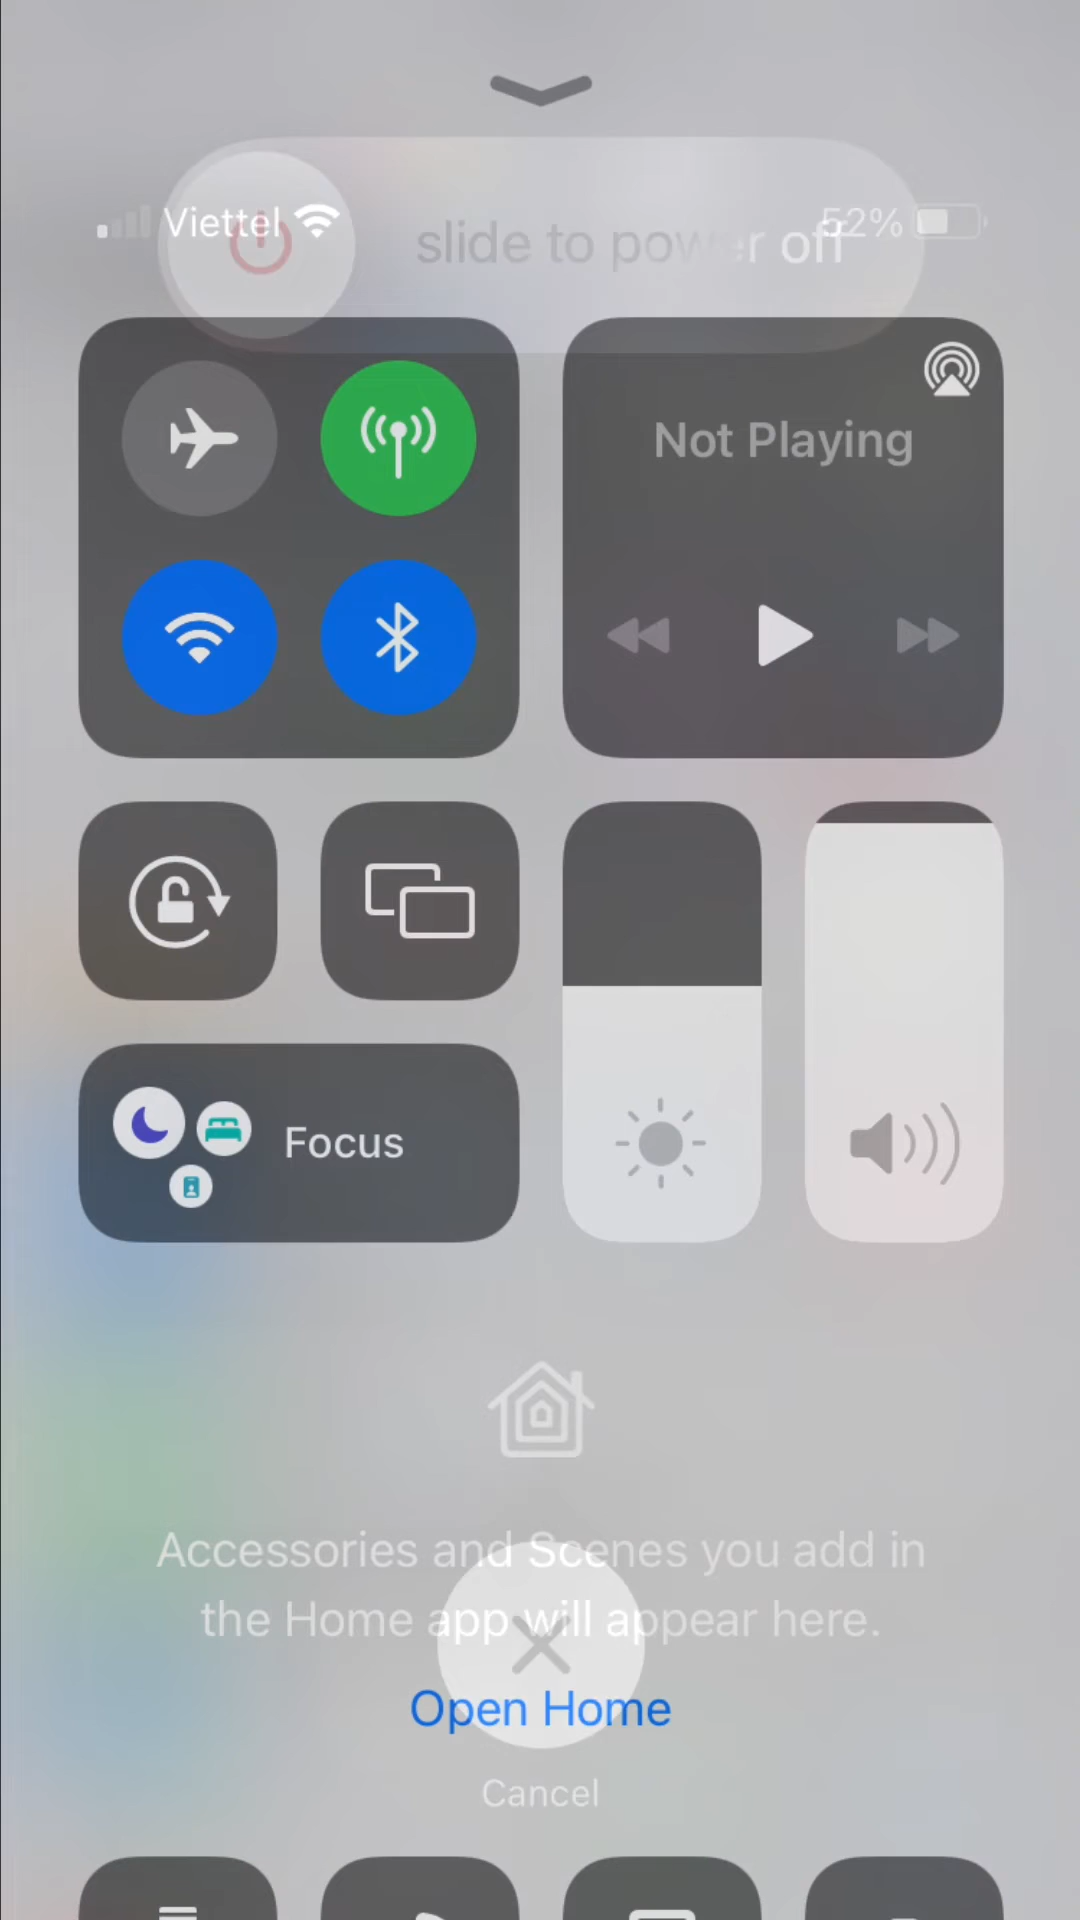 Viettel
52%
slide to power off
Not Playing
Focus
Accessories and Scenes you add in
the Home app will appear here.
Open Home
Cancel